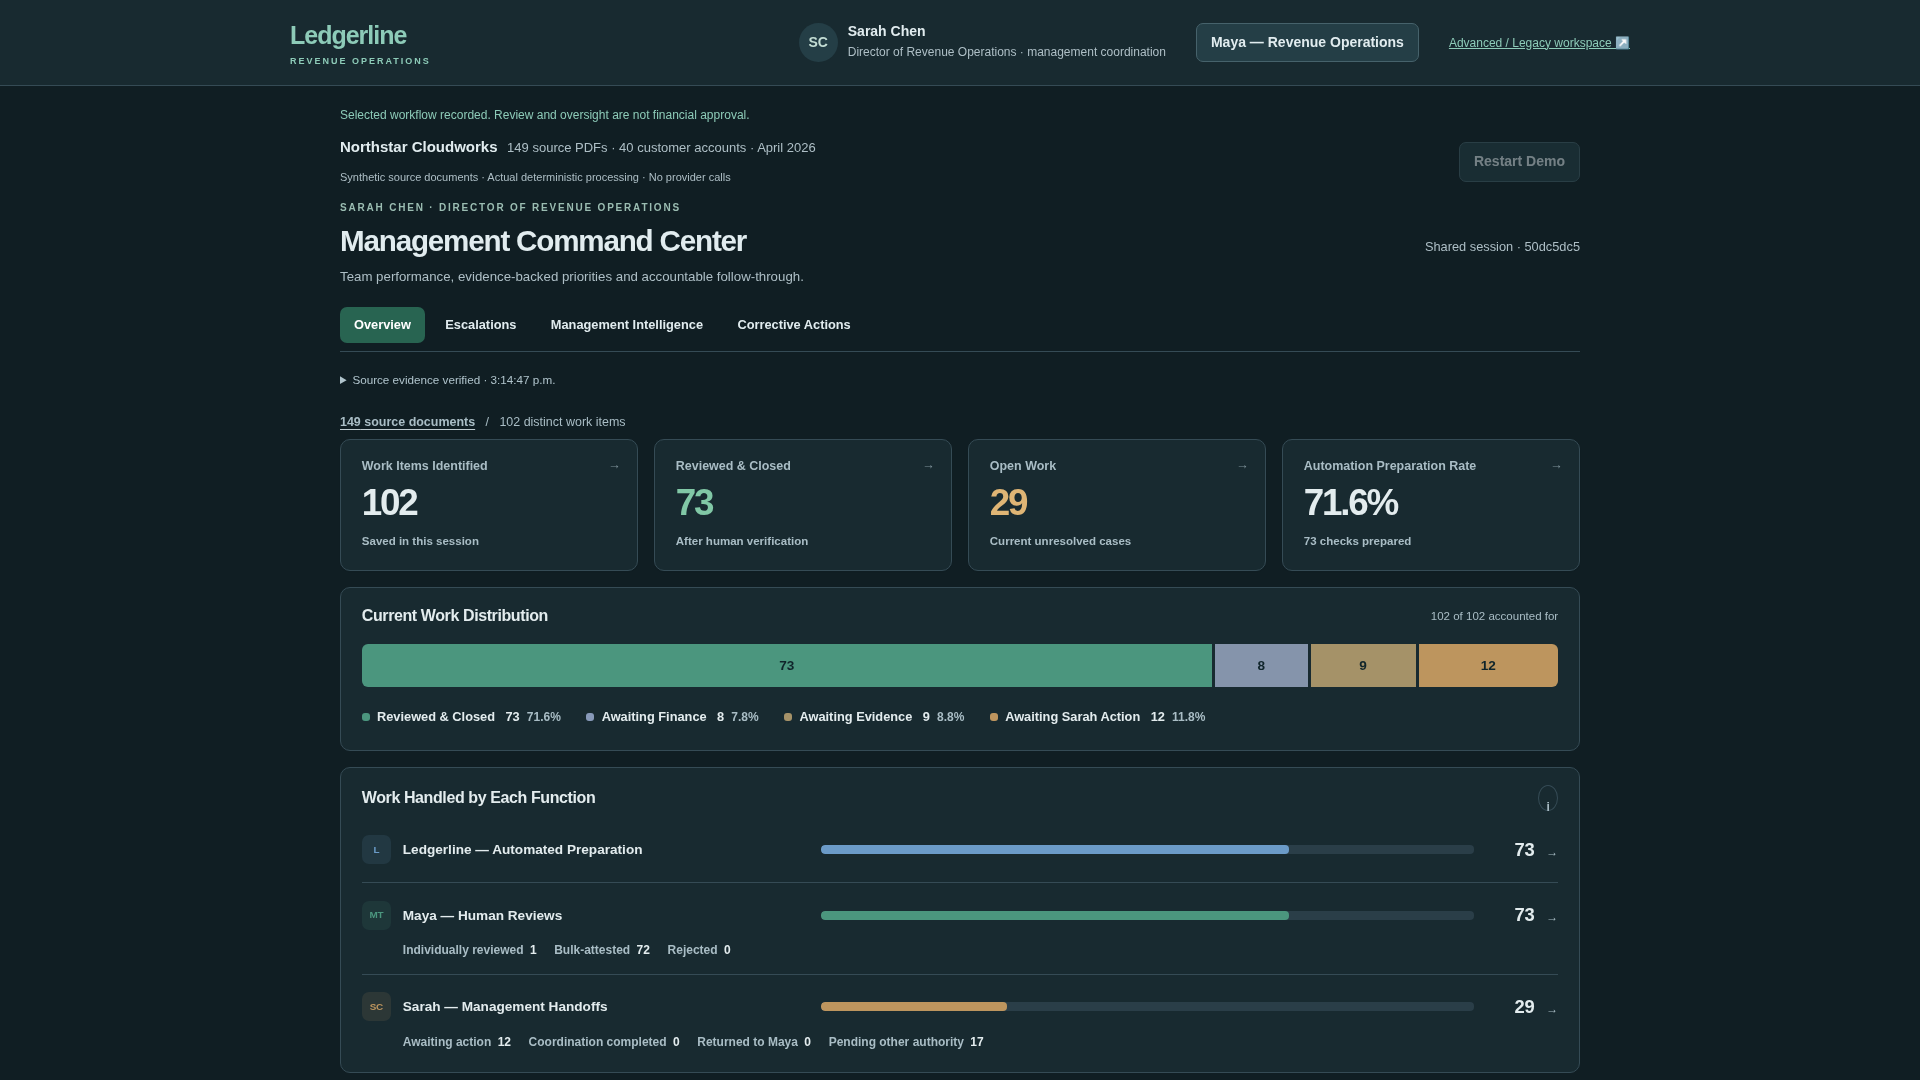 Ledgerline
REVENUE OPERATIONS
SC
Sarah Chen
Director of Revenue Operations · management coordination
Maya — Revenue Operations
Advanced / Legacy workspace ↗
Selected workflow recorded. Review and oversight are not financial approval.
Northstar Cloudworks 149 source PDFs · 40 customer accounts · April 2026
Restart Demo
Synthetic source documents · Actual deterministic processing · No provider calls
SARAH CHEN · DIRECTOR OF REVENUE OPERATIONS
Management Command Center
Shared session · 50dc5dc5
Team performance, evidence-backed priorities and accountable follow-through.
Overview Escalations Management Intelligence Corrective Actions
▶ Source evidence verified · 3:14:47 p.m.
149 source documents / 102 distinct work items
Work Items Identified →
102
Saved in this session
Reviewed & Closed →
73
After human verification
Open Work →
29
Current unresolved cases
Automation Preparation Rate →
71.6%
73 checks prepared
Current Work Distribution
102 of 102 accounted for
73 8 9 12
Reviewed & Closed 73 71.6% Awaiting Finance 8 7.8% Awaiting Evidence 9 8.8% Awaiting Sarah Action 12 11.8%
Work Handled by Each Function
i
L Ledgerline — Automated Preparation 73 →
MT Maya — Human Reviews 73 →
Individually reviewed 1 Bulk-attested 72 Rejected 0
SC Sarah — Management Handoffs 29 →
Awaiting action 12 Coordination completed 0 Returned to Maya 0 Pending other authority 17